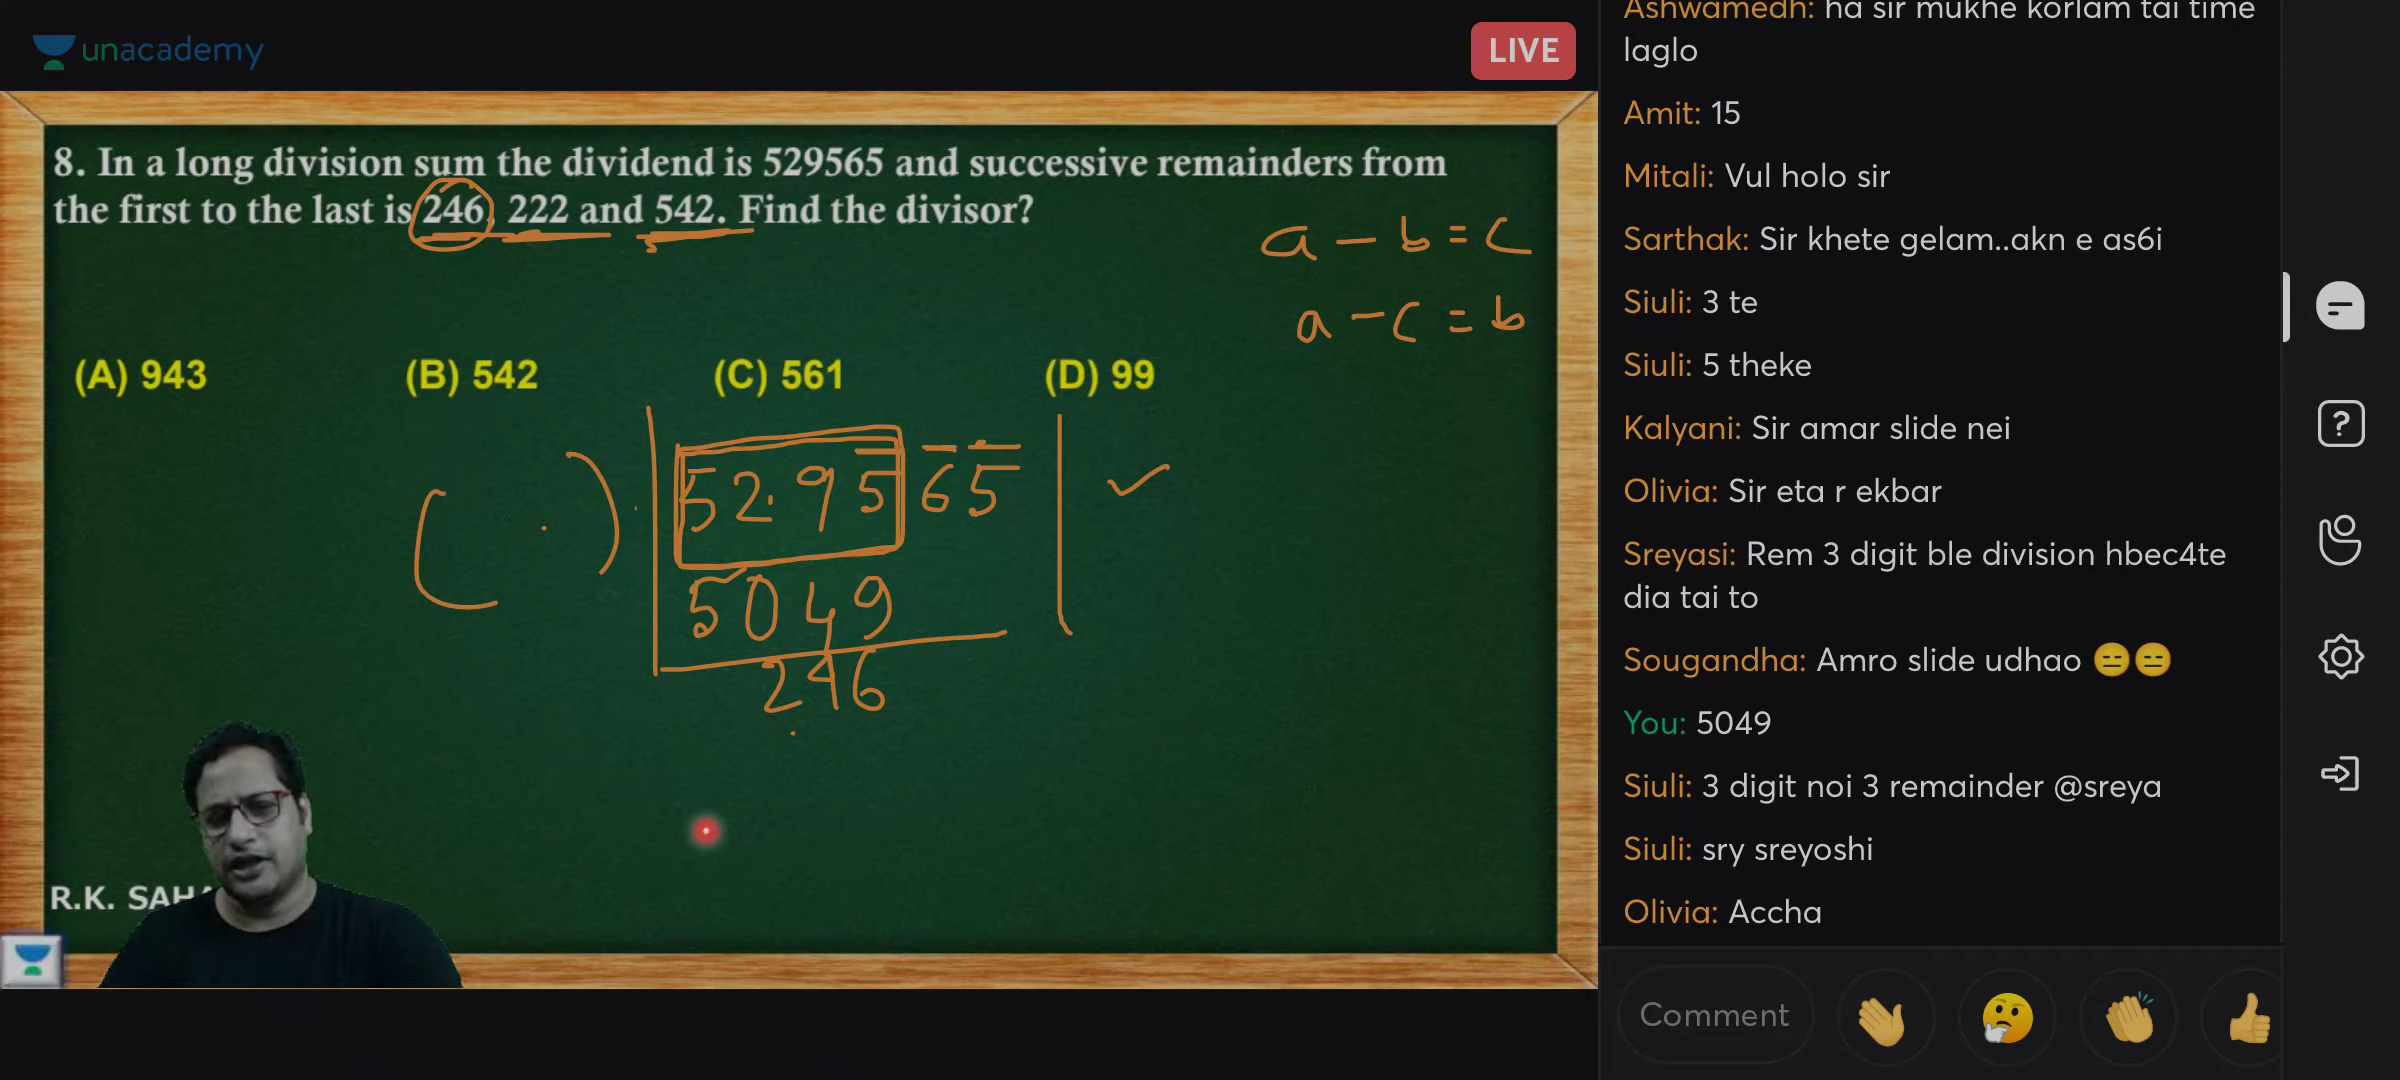 unacademy
LIVE
8. In a long division sum the dividend is 529565 and successive remainders from
the first to the last is 246, 222 and 542. Find the divisor?
a - b = c
a - c = b
(A) 943 (B) 542 (C) 561 (D) 99
( ) 529565
5049
246
R.K. SAHA
Ashwamedh: ha sir mukhe korlam tai time
laglo
Amit: 15
Mitali: Vul holo sir
Sarthak: Sir khete gelam..akn e as6i
Siuli: 3 te
Siuli: 5 theke
Kalyani: Sir amar slide nei
Olivia: Sir eta r ekbar
Sreyasi: Rem 3 digit ble division hbec4te
dia tai to
Sougandha: Amro slide udhao 😑😑
You: 5049
Siuli: 3 digit noi 3 remainder @sreya
Siuli: sry sreyoshi
Olivia: Accha
Comment